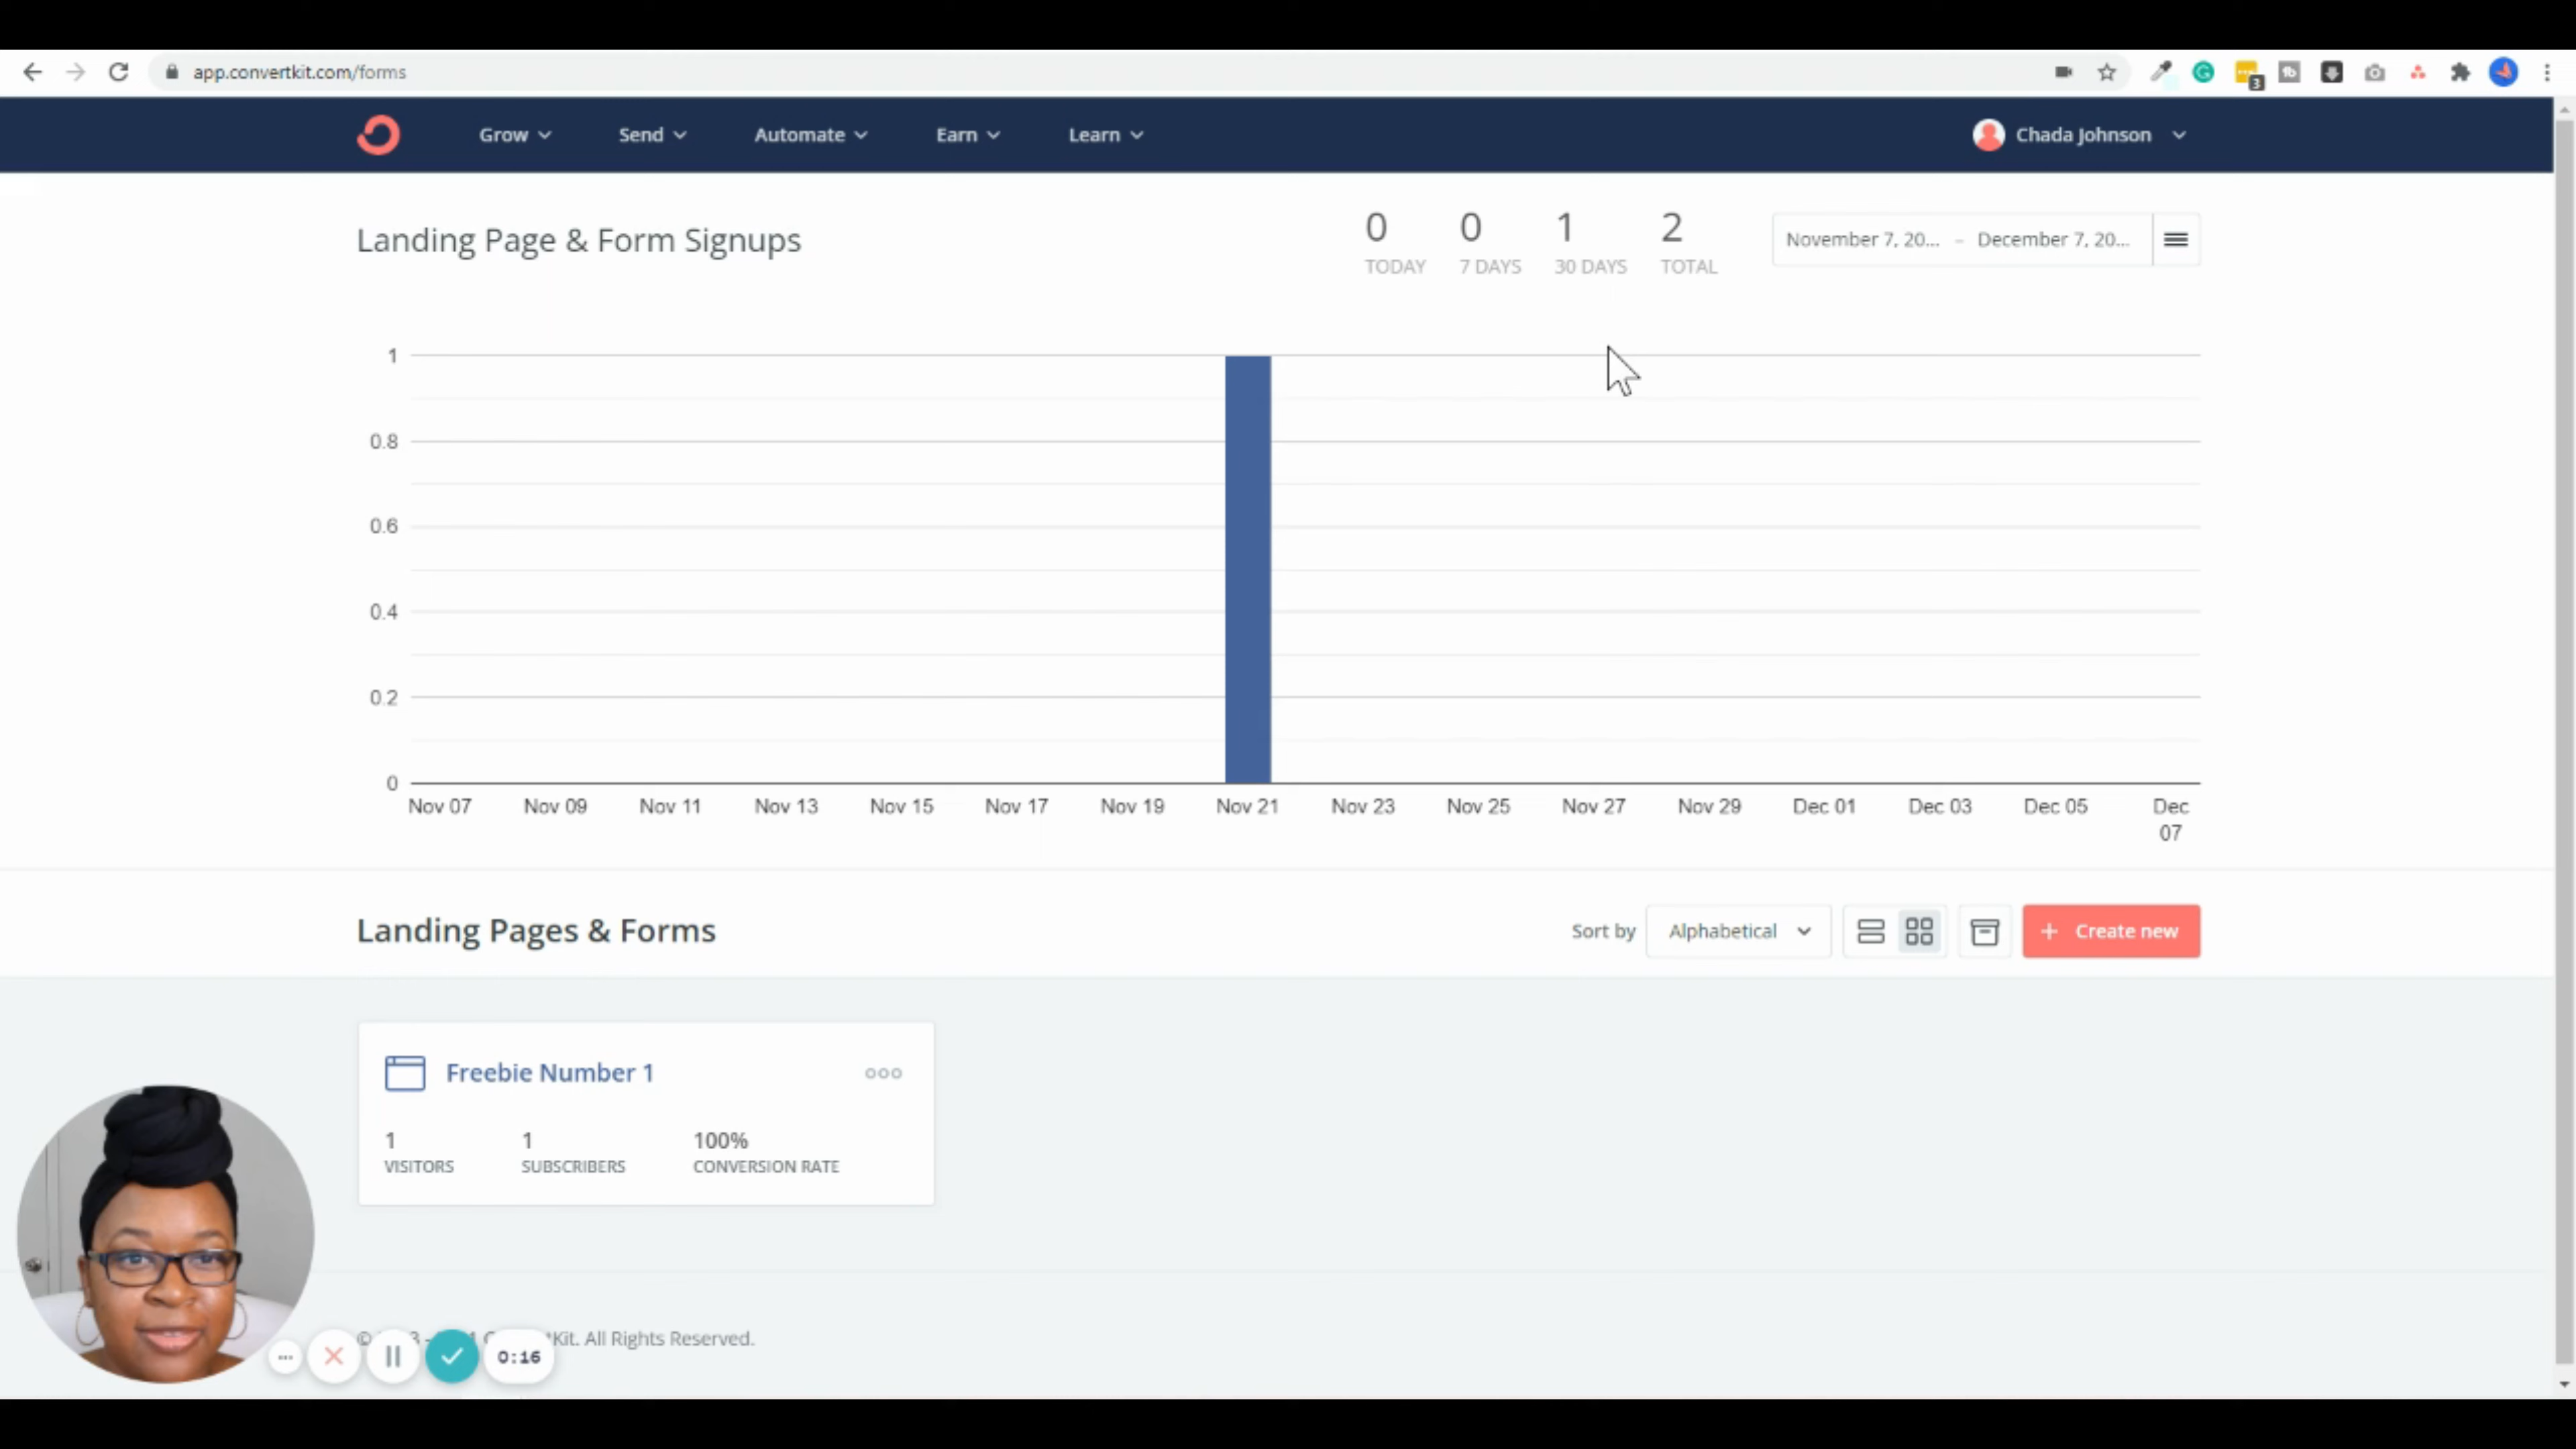 app.convertkit.com/forms
3
Grow Send Automate Earn Learn Chada Johnson
Landing Page & Form Signups
0 0 1 2
TODAY 7 DAYS 30 DAYS TOTAL
November 7, 20... – December 7, 20...
1
0.8
0.6
0.4
0.2
0
Nov 07 Nov 09 Nov 11 Nov 13 Nov 15 Nov 17 Nov 19 Nov 21 Nov 23 Nov 25 Nov 27 Nov 29 Dec 01 Dec 03 Dec 05 Dec 07
Landing Pages & Forms
Sort by Alphabetical + Create new
Freebie Number 1
1 1 100%
VISITORS SUBSCRIBERS CONVERSION RATE
Kit. All Rights Reserved.
0:16